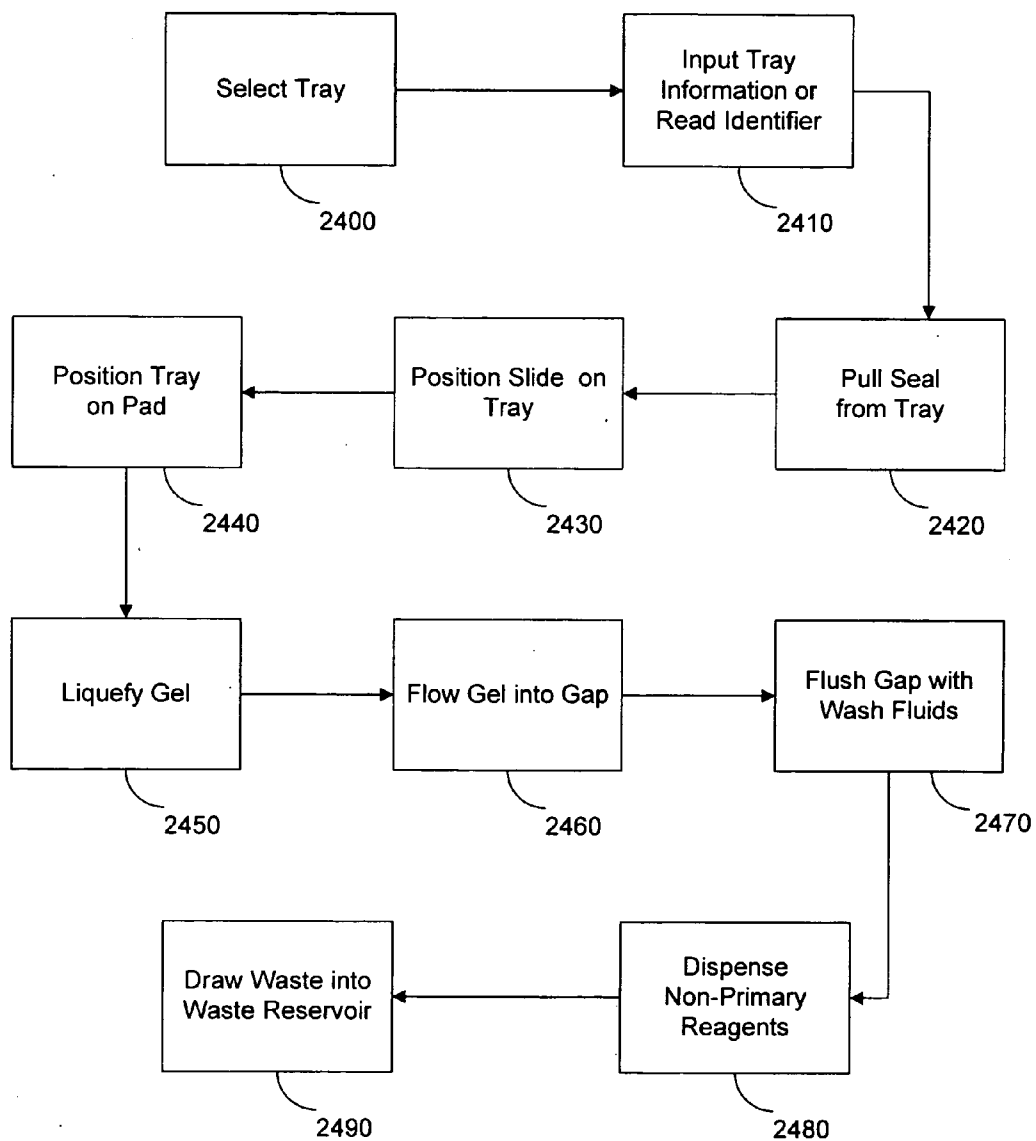 Select Tray
2400
Input Tray
Information or
Read Identifier
2410
Pull Seal
from Tray
2420
Position Slide on
Tray
2430
Position Tray
on Pad
2440
Liquefy Gel
2450
Flow Gel into Gap
2460
Flush Gap with
Wash Fluids
2470
Dispense
Non-Primary
Reagents
2480
Draw Waste into
Waste Reservoir
2490